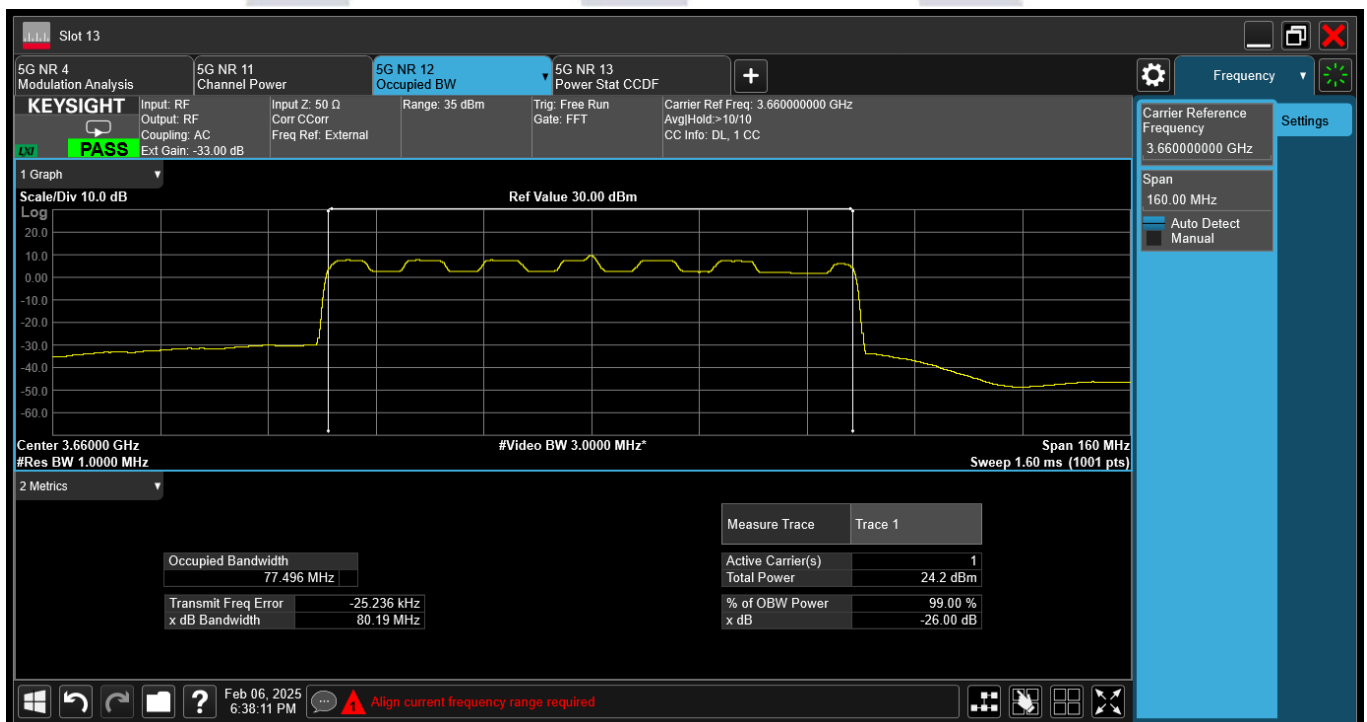 Slot 13
5G NR 4
Modulation Analysis
5G NR 11
Channel Power
5G NR 12
Occupied BW
5G NR 13
Power Stat CCDF
Frequency
KEYSIGHT
LXI
PASS
Input: RF
Output: RF
Coupling: AC
Ext Gain: -33.00 dB
Input Z: 50 Ω
Corr CCorr
Freq Ref: External
Range: 35 dBm
Trig: Free Run
Gate: FFT
Carrier Ref Freq: 3.660000000 GHz
Avg|Hold:>10/10
CC Info: DL, 1 CC
Carrier Reference
Frequency
3.660000000 GHz
Settings
Span
160.00 MHz
Auto Detect
Manual
1 Graph
Scale/Div 10.0 dB
Ref Value 30.00 dBm
Log
20.0
10.0
0.00
-10.0
-20.0
-30.0
-40.0
-50.0
-60.0
Center 3.66000 GHz
#Video BW 3.0000 MHz*
Span 160 MHz
#Res BW 1.0000 MHz
Sweep 1.60 ms (1001 pts)
2 Metrics
Measure Trace Trace 1
Occupied Bandwidth
77.496 MHz
Transmit Freq Error -25.236 kHz
x dB Bandwidth 80.19 MHz
Active Carrier(s) 1
Total Power 24.2 dBm
% of OBW Power 99.00 %
x dB -26.00 dB
?
Feb 06, 2025
6:38:11 PM
1
Align current frequency range required